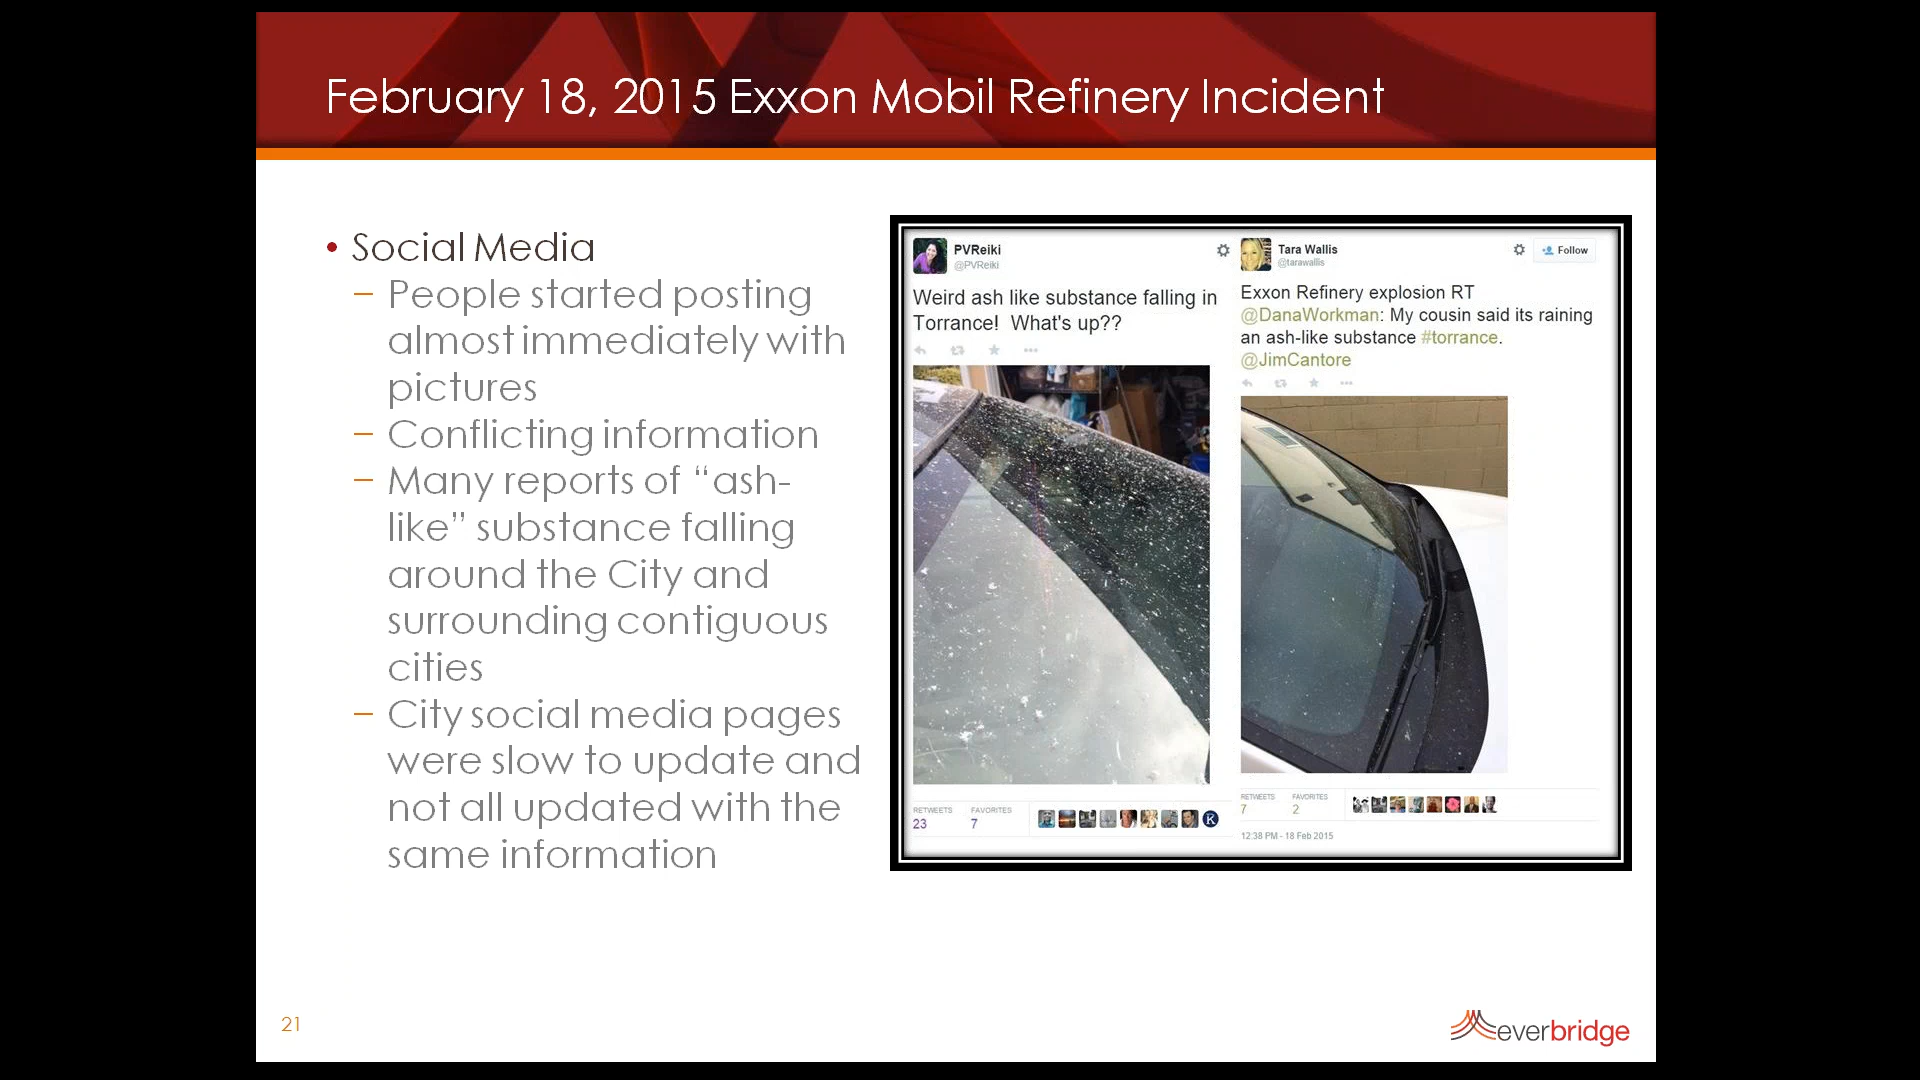 February 18, 2015 Exxon Mobil Refinery Incident
• Social Media
– People started posting
almost immediately with
pictures
– Conflicting information
– Many reports of “ash-
like” substance falling
around the City and
surrounding contiguous
cities
– City social media pages
were slow to update and
not all updated with the
same information
PVReiki
@PVReiki
Weird ash like substance falling in
Torrance! What's up??
RETWEETS FAVORITES
23 7
K
Tara Wallis
@tarawallis
Follow
Exxon Refinery explosion RT
@DanaWorkman: My cousin said its raining
an ash-like substance #torrance.
@JimCantore
RETWEETS FAVORITES
7 2
12:38 PM - 18 Feb 2015
21
everbridge